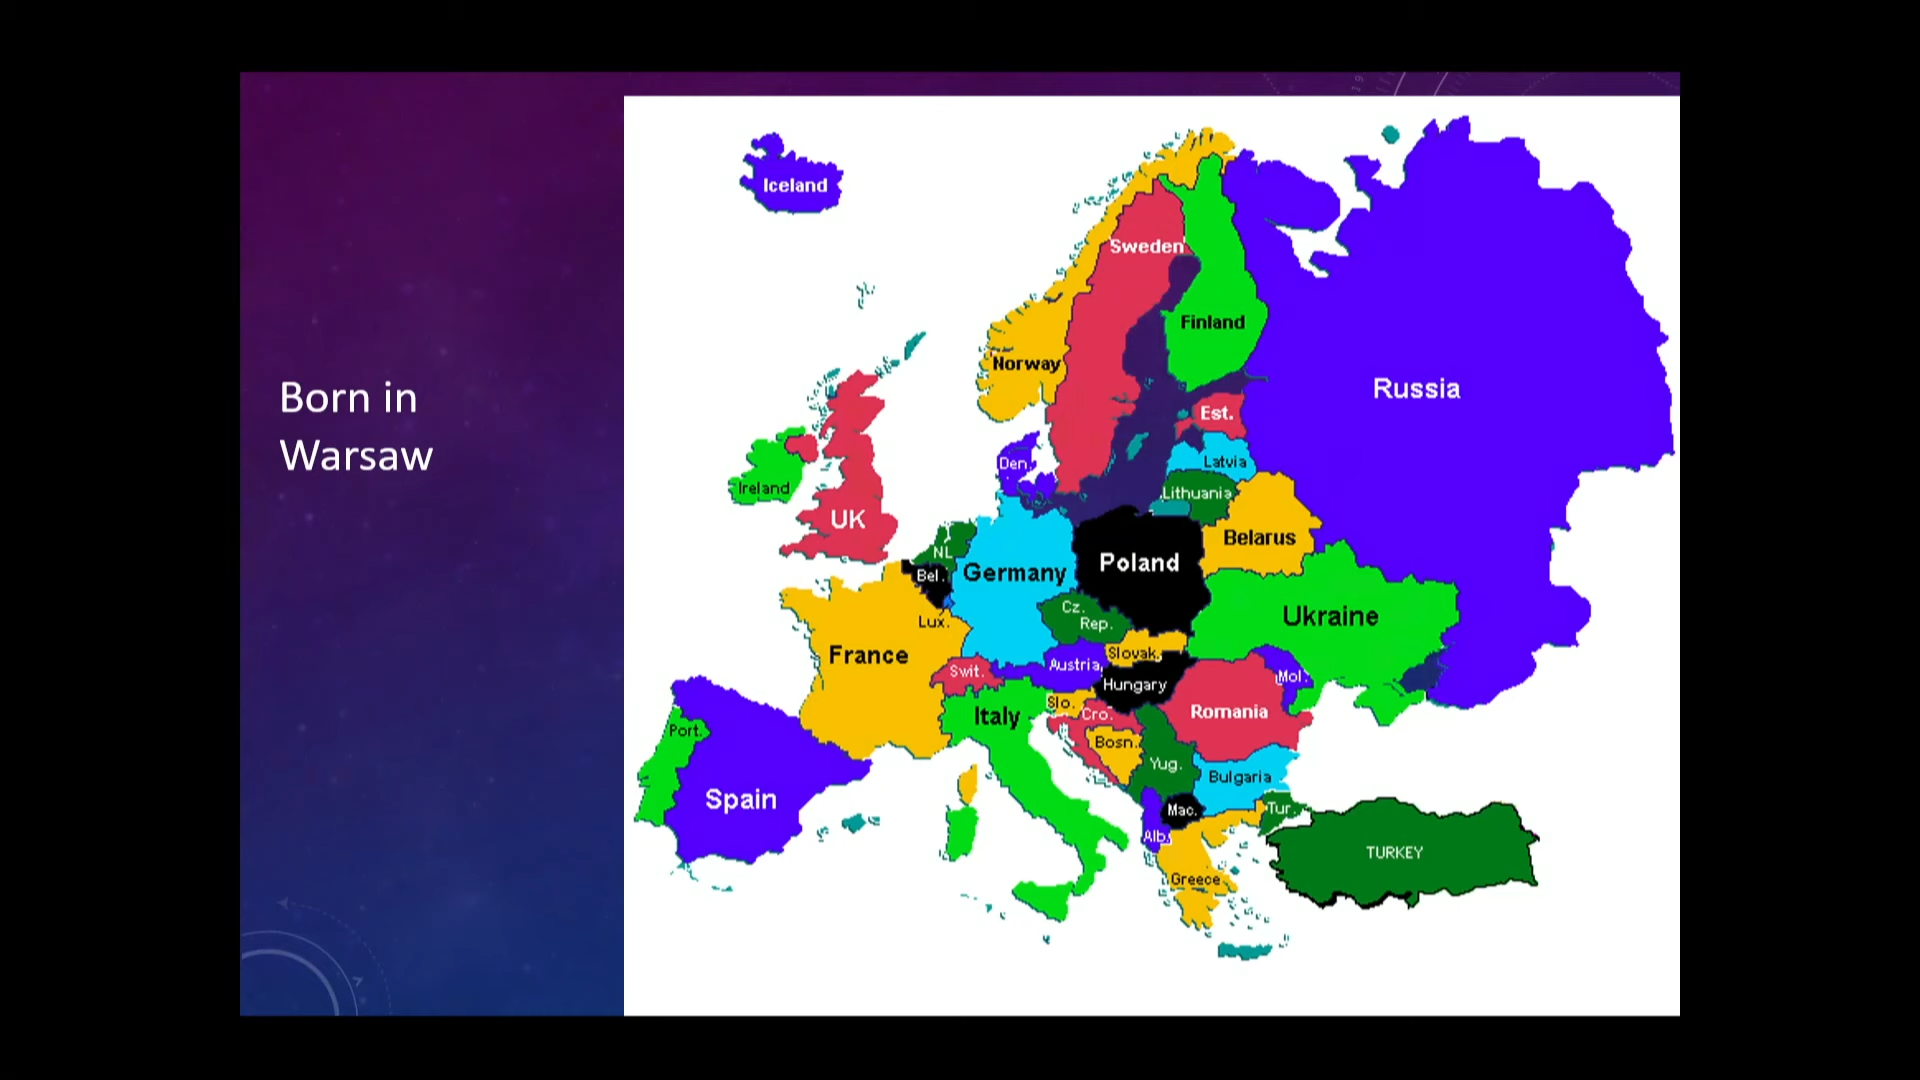 Born in
Warsaw
Iceland
Sweden
Finland
Norway
Russia
Est.
Den.
Latvia
Ireland
Lithuania
UK
Belarus
NL
Poland
Bel.
Germany
Cz.
Rep.
Ukraine
Lux.
France
Slovak.
Austria
Swit.
Mol.
Hungary
Slo.
Cro.
Romania
Italy
Port.
Bosn.
Yug.
Bulgaria
Spain
Mac.
Tur.
Alb.
TURKEY
Greece